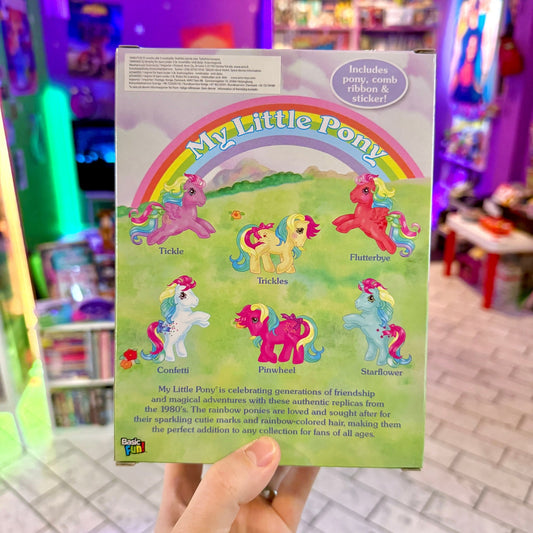 Includes
pony, comb
ribbon &
sticker!
My Little Pony
Tickle
Trickles
Flutterbye
Confetti
Pinwheel
Starflower
My Little Pony® is celebrating generations of friendship
and magical adventures with these authentic replicas from
the 1980's. The rainbow ponies are loved and sought after for
their sparkling cutie marks and rainbow-colored hair, making them
the perfect addition to any collection for fans of all ages.
Basic
Fun!